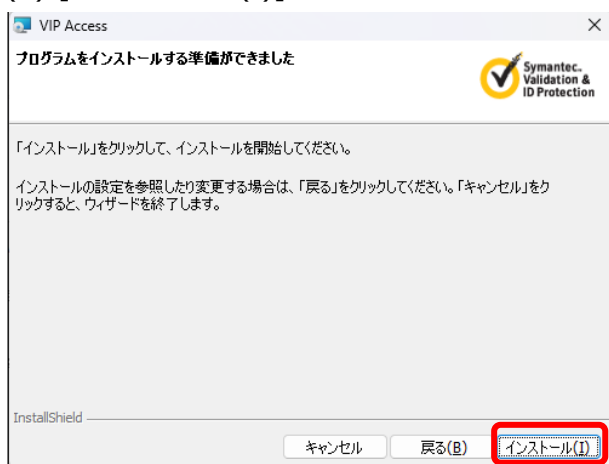 VIP Access
プログラムをインストールする準備ができました
Symantec.
Validation &
ID Protection
「インストール」をクリックして、インストールを開始してください。
インストールの設定を参照したり変更する場合は、「戻る」をクリックしてください。「キャンセル」をク
リックすると、ウィザードを終了します。
InstallShield
キャンセル
戻る(B)
インストール(I)